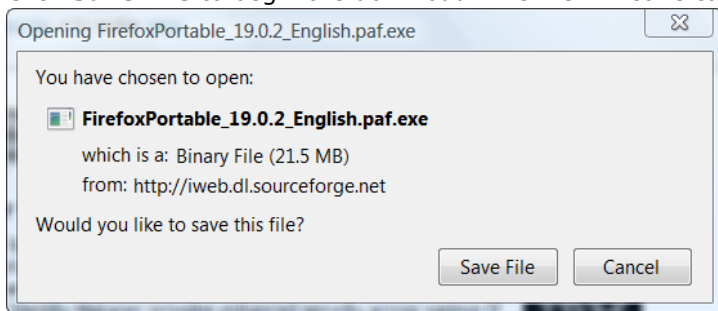 Opening FirefoxPortable_19.0.2_English.paf.exe
You have chosen to open:
FirefoxPortable_19.0.2_English.paf.exe
which is a: Binary File (21.5 MB)
from: http://iweb.dl.sourceforge.net
Would you like to save this file?
Save File Cancel